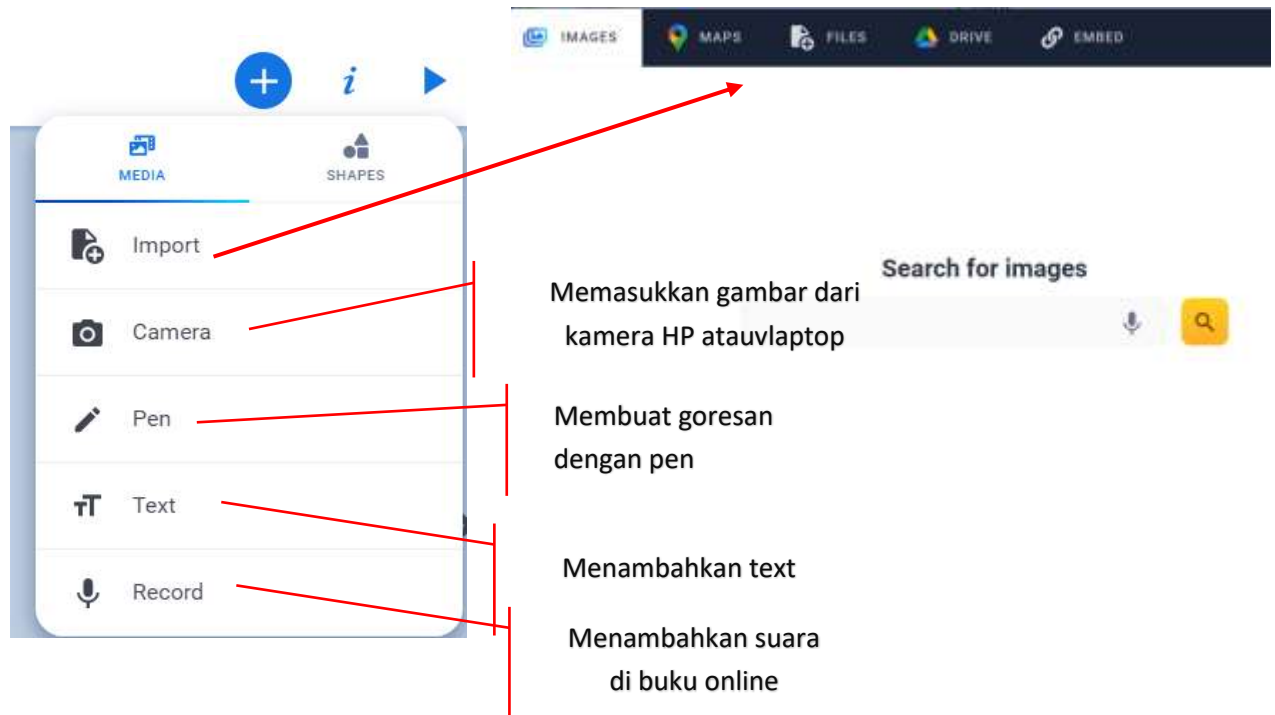 IMAGES MAPS FILES DRIVE EMBED
i
MEDIA SHAPES
Import
Camera
Pen
Text
Record
Search for images
Memasukkan gambar dari
kamera HP atauvlaptop
Membuat goresan
dengan pen
Menambahkan text
Menambahkan suara
di buku online